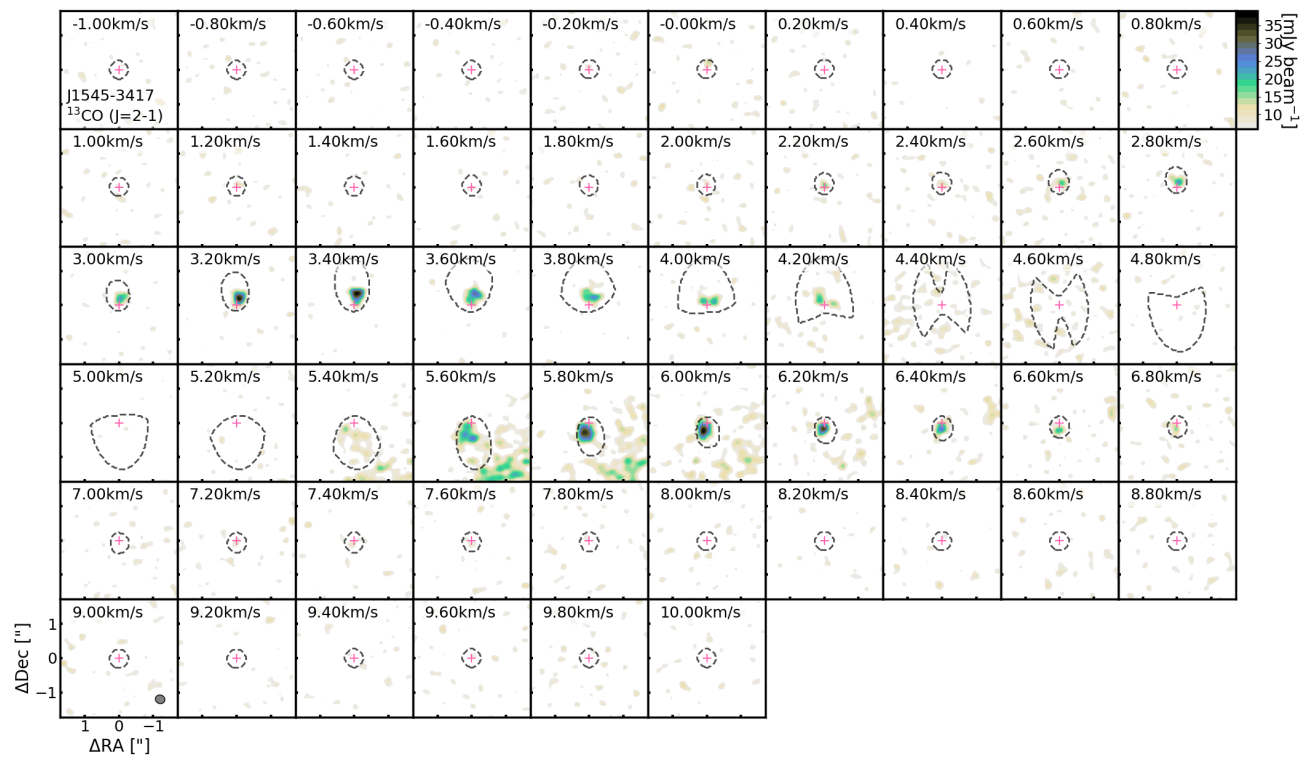 -1.00km/s -0.80km/s -0.60km/s -0.40km/s -0.20km/s -0.00km/s 0.20km/s 0.40km/s 0.60km/s 0.80km/s
J1545-3417
¹³CO (J=2-1)
35
30
25
20
15
10
[mJy beam⁻¹]
1.00km/s 1.20km/s 1.40km/s 1.60km/s 1.80km/s 2.00km/s 2.20km/s 2.40km/s 2.60km/s 2.80km/s
3.00km/s 3.20km/s 3.40km/s 3.60km/s 3.80km/s 4.00km/s 4.20km/s 4.40km/s 4.60km/s 4.80km/s
5.00km/s 5.20km/s 5.40km/s 5.60km/s 5.80km/s 6.00km/s 6.20km/s 6.40km/s 6.60km/s 6.80km/s
7.00km/s 7.20km/s 7.40km/s 7.60km/s 7.80km/s 8.00km/s 8.20km/s 8.40km/s 8.60km/s 8.80km/s
9.00km/s 9.20km/s 9.40km/s 9.60km/s 9.80km/s 10.00km/s
1
0
−1
ΔDec ["]
1 0 −1
ΔRA ["]